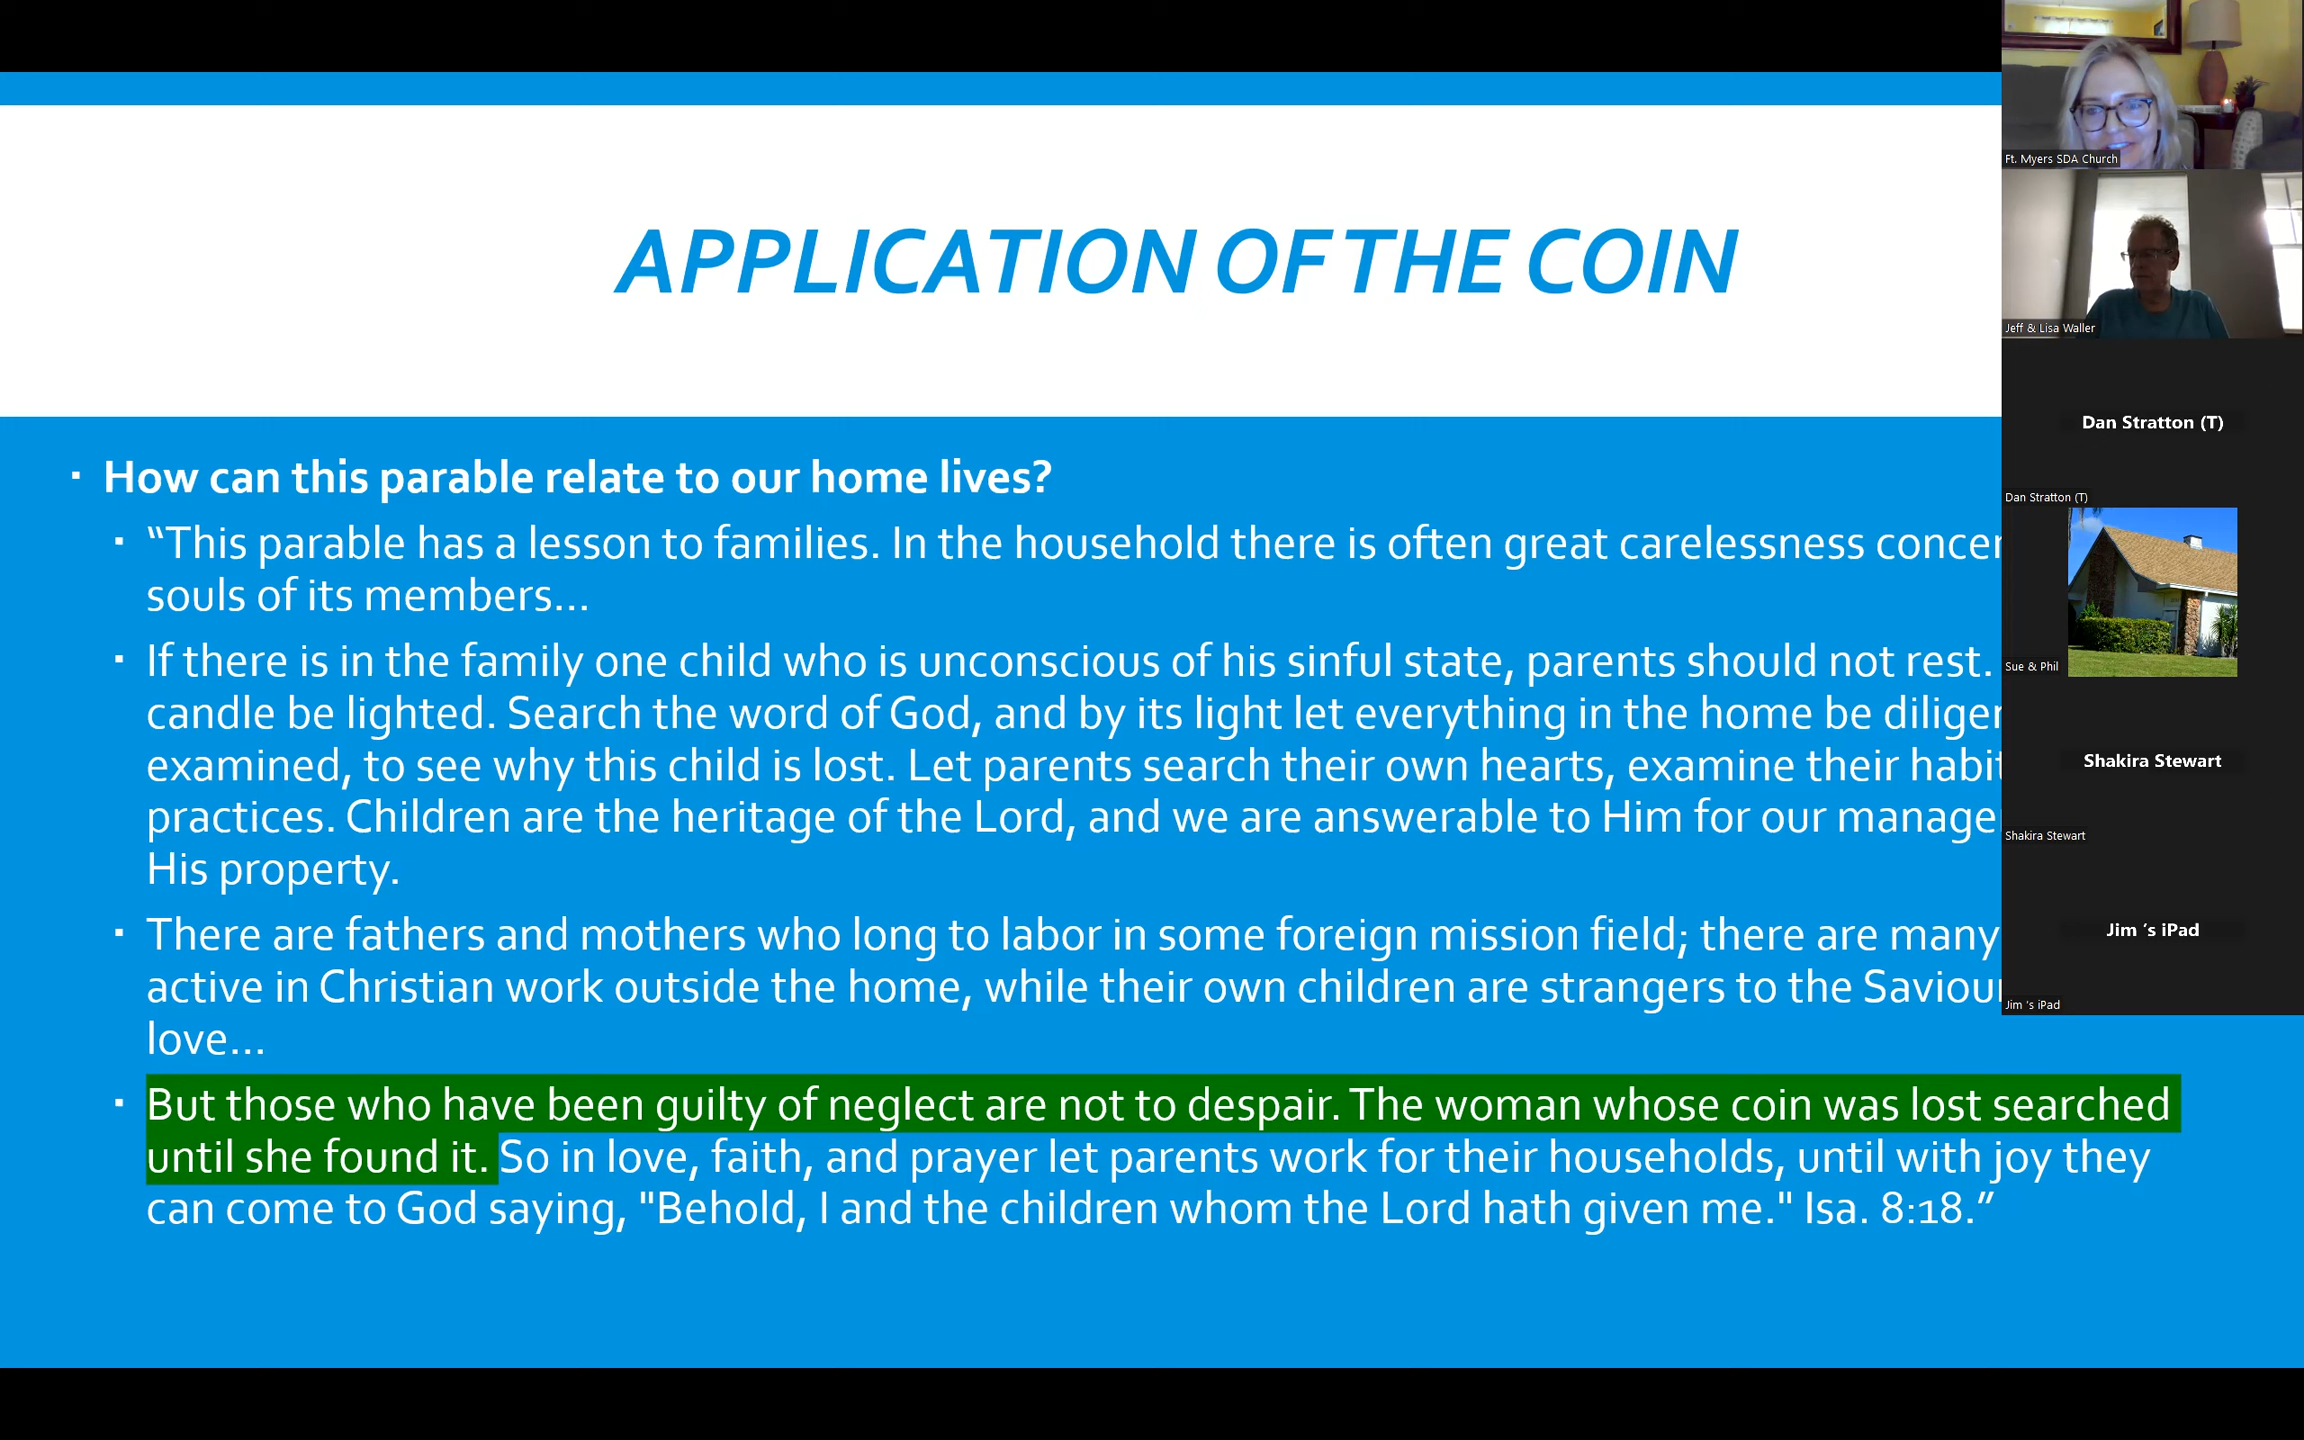 APPLICATION OF THE COIN
▪ How can this parable relate to our home lives?
▪ “This parable has a lesson to families. In the household there is often great carelessness
souls of its members...
▪ If there is in the family one child who is unconscious of his sinful state, parents should not rest.
candle be lighted. Search the word of God, and by its light let everything in the home be
examined, to see why this child is lost. Let parents search their own hearts, examine their
practices. Children are the heritage of the Lord, and we are answerable to Him for our
His property.
▪ There are fathers and mothers who long to labor in some foreign mission field; there are many
active in Christian work outside the home, while their own children are strangers to the
love...
▪ But those who have been guilty of neglect are not to despair. The woman whose coin was lost searched
until she found it. So in love, faith, and prayer let parents work for their households, until with joy they
can come to God saying, "Behold, I and the children whom the Lord hath given me." Isa. 8:18.”
Ft. Myers SDA Church
Jeff & Lisa Waller
Dan Stratton (T)
Dan Stratton (T)
Sue & Phil
Shakira Stewart
Shakira Stewart
Jim ’s iPad
Jim ’s iPad